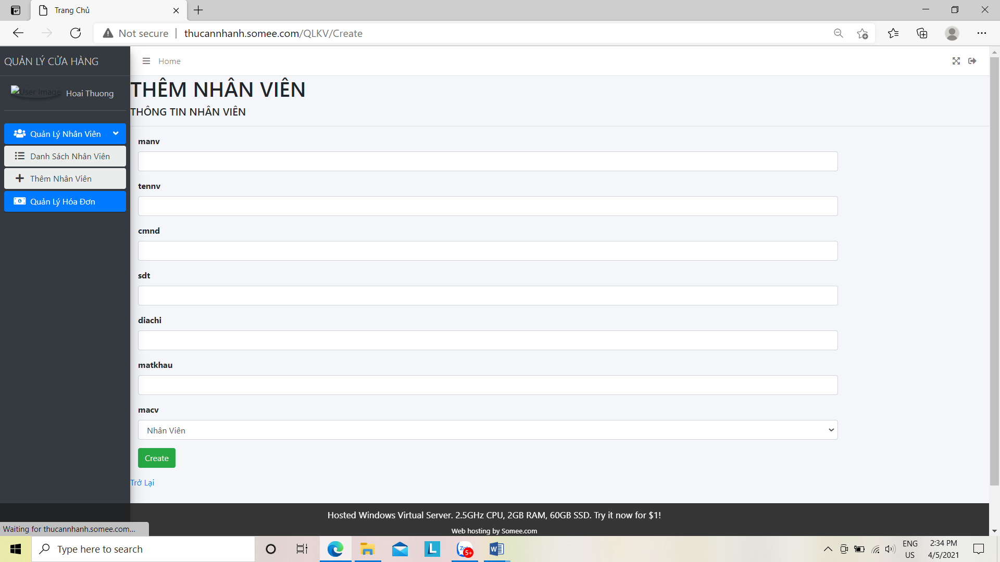 Trang Chủ
Not secure | thucannhanh.somee.com/QLKV/Create
QUẢN LÝ CỬA HÀNG
Home
User Image
Hoai Thuong
THÊM NHÂN VIÊN
THÔNG TIN NHÂN VIÊN
Quản Lý Nhân Viên
Danh Sách Nhân Viên
Thêm Nhân Viên
Quản Lý Hóa Đơn
manv
tennv
cmnd
sdt
diachi
matkhau
macv
Nhân Viên
Create
Trở Lại
Hosted Windows Virtual Server. 2.5GHz CPU, 2GB RAM, 60GB SSD. Try it now for $1!
Web hosting by Somee.com
Waiting for thucannhanh.somee.com...
Type here to search
L
5+
W
ENG
US
2:34 PM
4/5/2021